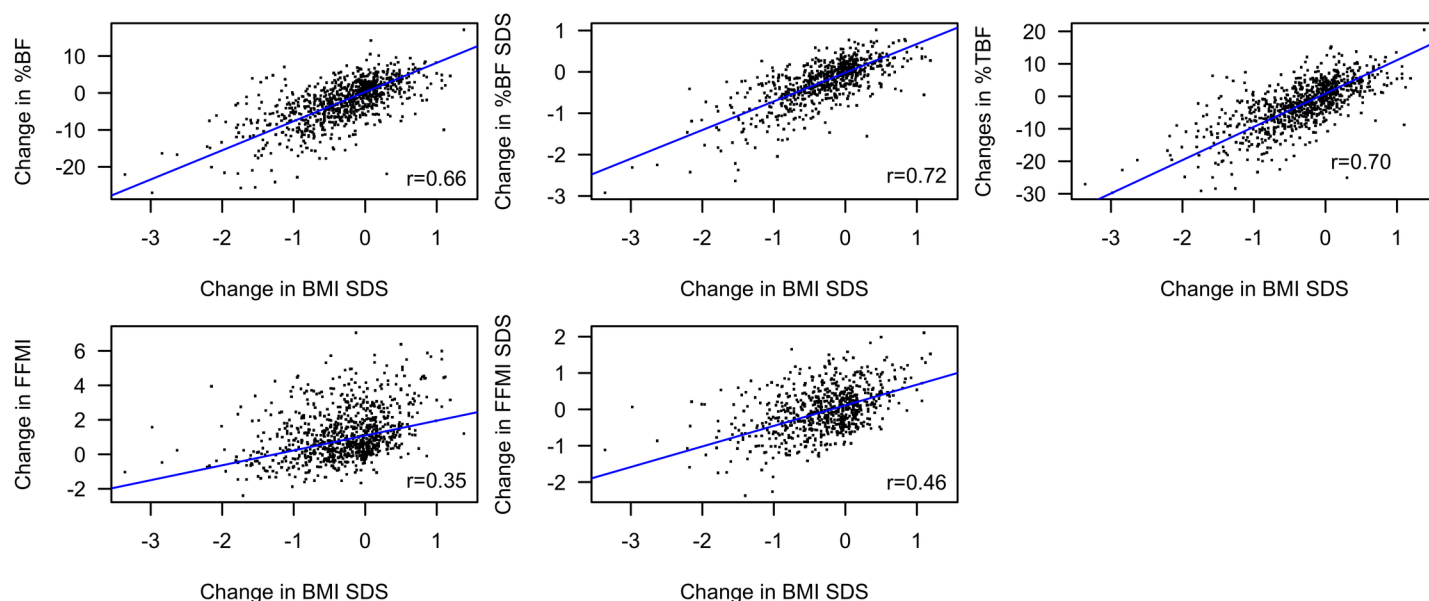 Change in %BF
10
0
-10
-20
r=0.66
-3 -2 -1 0 1
Change in BMI SDS
Change in %BF SDS
1
0
-1
-2
-3
r=0.72
-3 -2 -1 0 1
Change in BMI SDS
Changes in %TBF
20
10
0
-10
-20
-30
r=0.70
-3 -2 -1 0 1
Change in BMI SDS
Change in FFMI
6
4
2
0
-2
r=0.35
-3 -2 -1 0 1
Change in BMI SDS
Change in FFMI SDS
2
1
0
-1
-2
r=0.46
-3 -2 -1 0 1
Change in BMI SDS